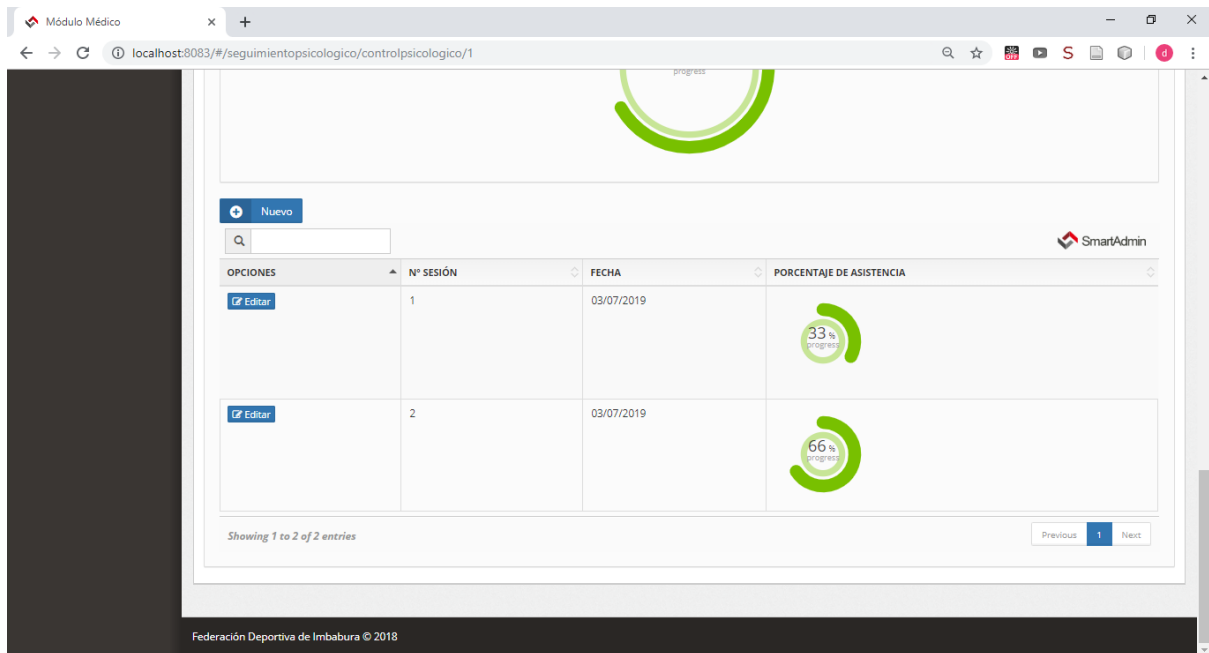 Módulo Médico
localhost:8083/#/seguimientopsicologico/controlpsicologico/1
OFF S d
progress
Nuevo
SmartAdmin
OPCIONES Nº SESIÓN FECHA PORCENTAJE DE ASISTENCIA
Editar 1 03/07/2019
33 %
progress
Editar 2 03/07/2019
66 %
progress
Showing 1 to 2 of 2 entries
Previous 1 Next
Federación Deportiva de Imbabura © 2018